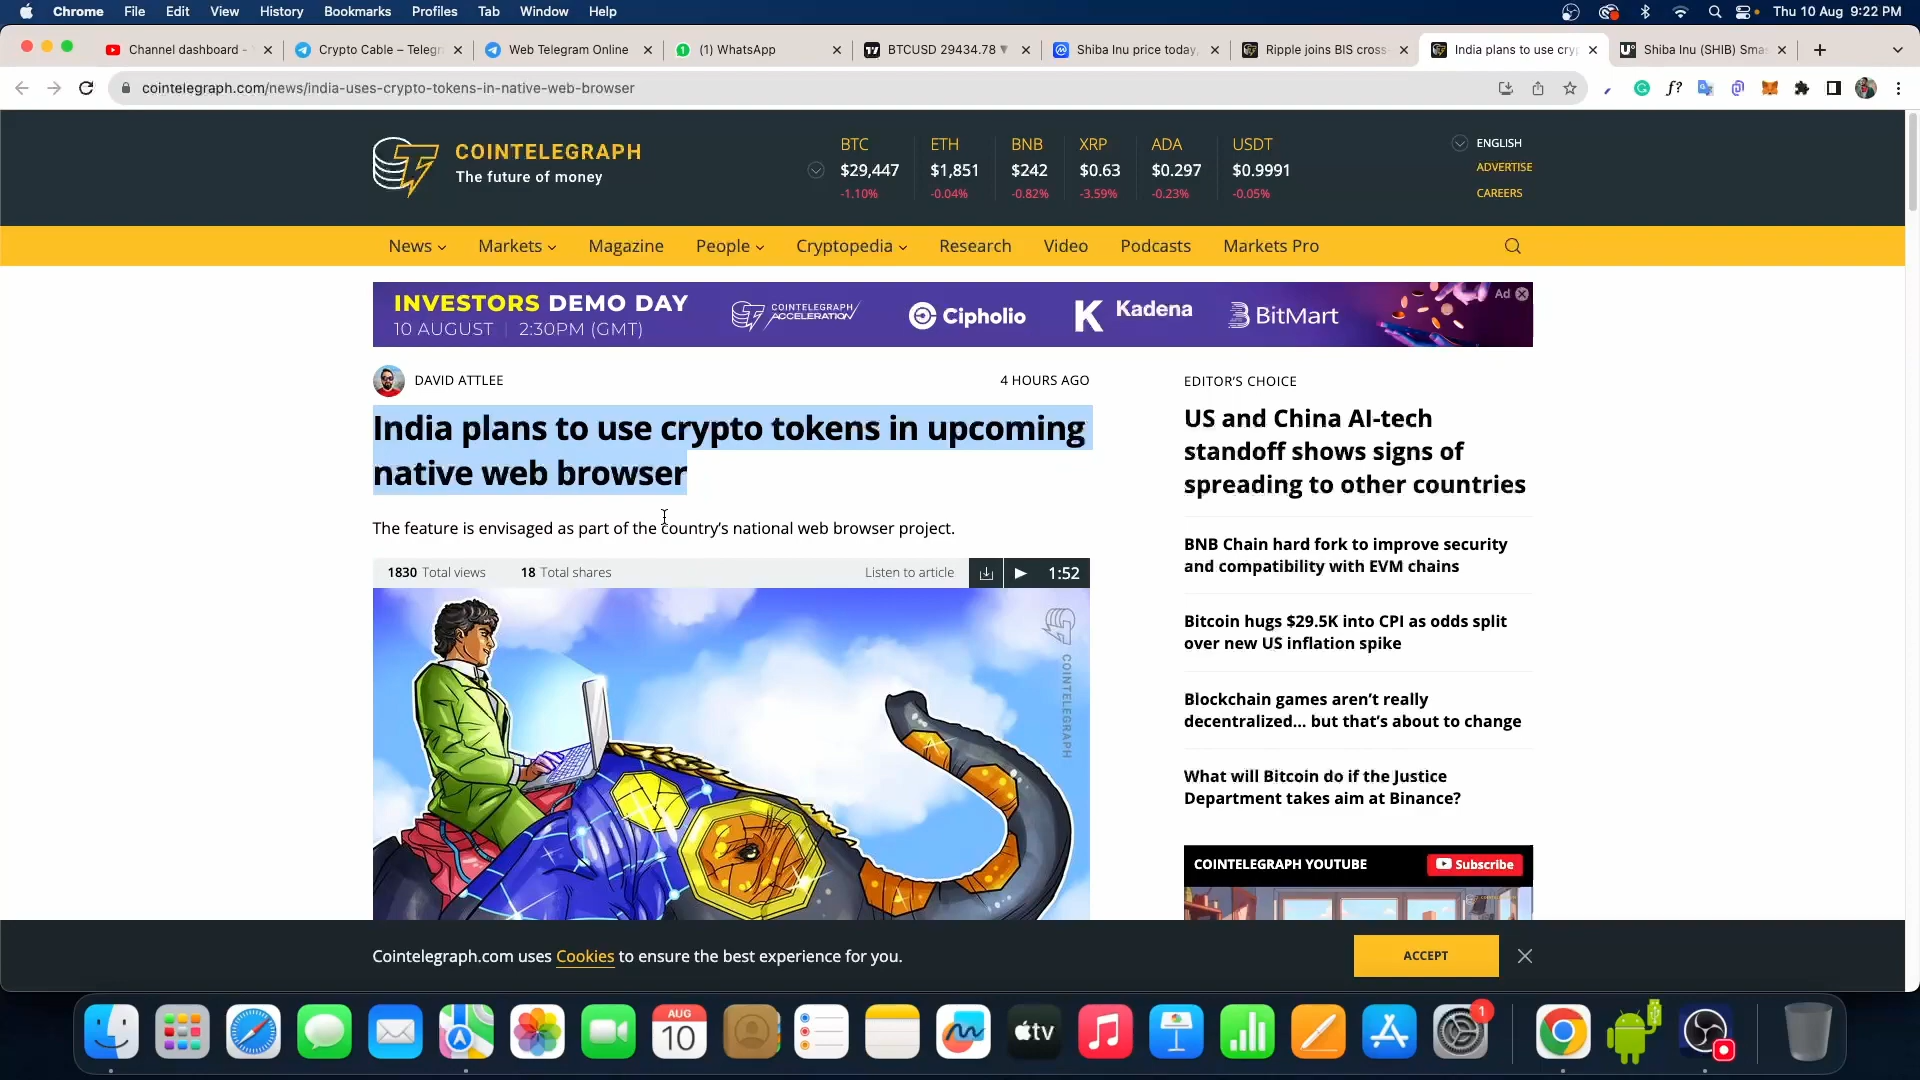 Chrome File Edit View History Bookmarks Profiles Tab Window Help Thu 10 Aug 9:22 PM
Channel dashboard - Crypto Cable – Telegr Web Telegram Online (1) WhatsApp BTCUSD 29434.78 ▼ Shiba Inu price today, Ripple joins BIS cross- India plans to use cryp Shiba Inu (SHIB) Sma
cointelegraph.com/news/india-uses-crypto-tokens-in-native-web-browser
COINTELEGRAPH
The future of money
BTC ETH BNB XRP ADA USDT
$29,447 $1,851 $242 $0.63 $0.297 $0.9991
-1.10% -0.04% -0.82% -3.59% -0.23% -0.05%
ENGLISH
ADVERTISE
CAREERS
News Markets Magazine People Cryptopedia Research Video Podcasts Markets Pro
INVESTORS DEMO DAY
10 AUGUST | 2:30PM (GMT)
COINTELEGRAPH
ACCELERATION
Cipholio
Kadena
BitMart
Ad
DAVID ATTLEE 4 HOURS AGO
India plans to use crypto tokens in upcoming
native web browser
The feature is envisaged as part of the country's national web browser project.
1830 Total views 18 Total shares Listen to article 1:52
COINTELEGRAPH
EDITOR'S CHOICE
US and China AI-tech
standoff shows signs of
spreading to other countries
BNB Chain hard fork to improve security
and compatibility with EVM chains
Bitcoin hugs $29.5K into CPI as odds split
over new US inflation spike
Blockchain games aren't really
decentralized... but that's about to change
What will Bitcoin do if the Justice
Department takes aim at Binance?
COINTELEGRAPH YOUTUBE Subscribe
Cointelegraph.com uses Cookies to ensure the best experience for you.
ACCEPT
AUG
10
tv
1